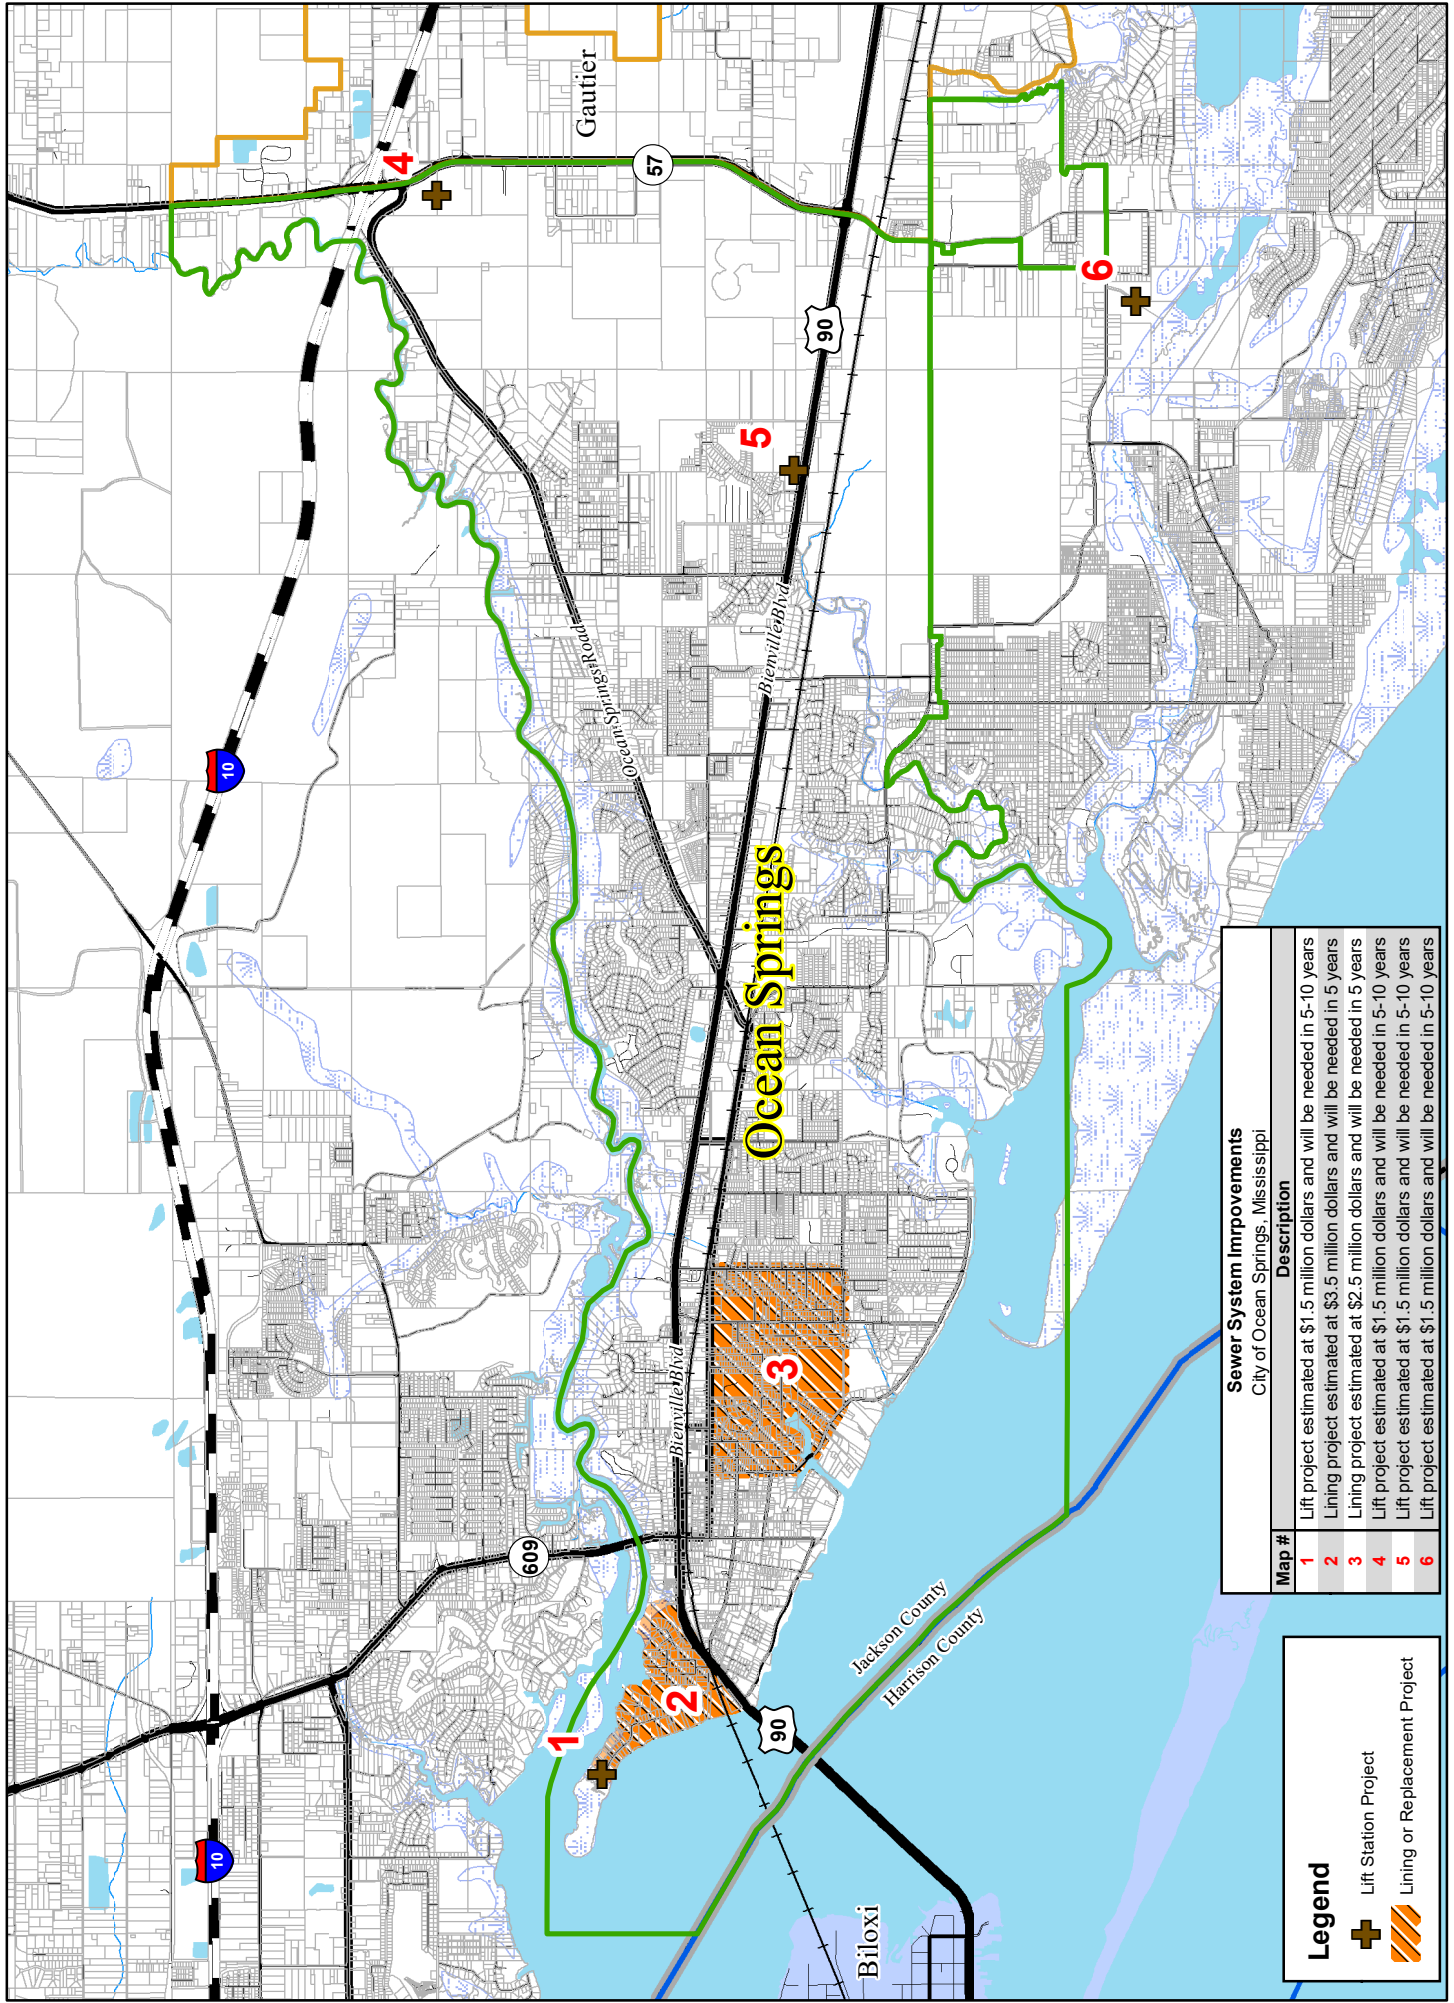 Gautier
4
57
10
Ocean Springs Road
5
90
6
Bienville Blvd
Ocean Springs
Bienville Blvd
3
609
2
1
90
10
Jackson County
Harrison County
Biloxi
Sewer System Imrpovements
City of Ocean Springs, Mississippi
Map # Description
1 Lift project estimated at $1.5 million dollars and will be needed in 5-10 years
2 Lining project estimated at $3.5 million dollars and will be needed in 5 years
3 Lining project estimated at $2.5 million dollars and will be needed in 5 years
4 Lift project estimated at $1.5 million dollars and will be needed in 5-10 years
5 Lift project estimated at $1.5 million dollars and will be needed in 5-10 years
6 Lift project estimated at $1.5 million dollars and will be needed in 5-10 years
Legend
Lift Station Project
Lining or Replacement Project